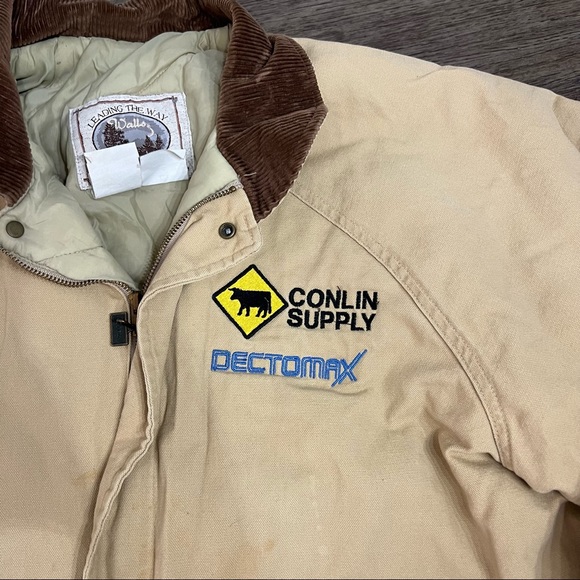 LEADING THE WAY
Walls
CONLIN
SUPPLY
DECTOMAX